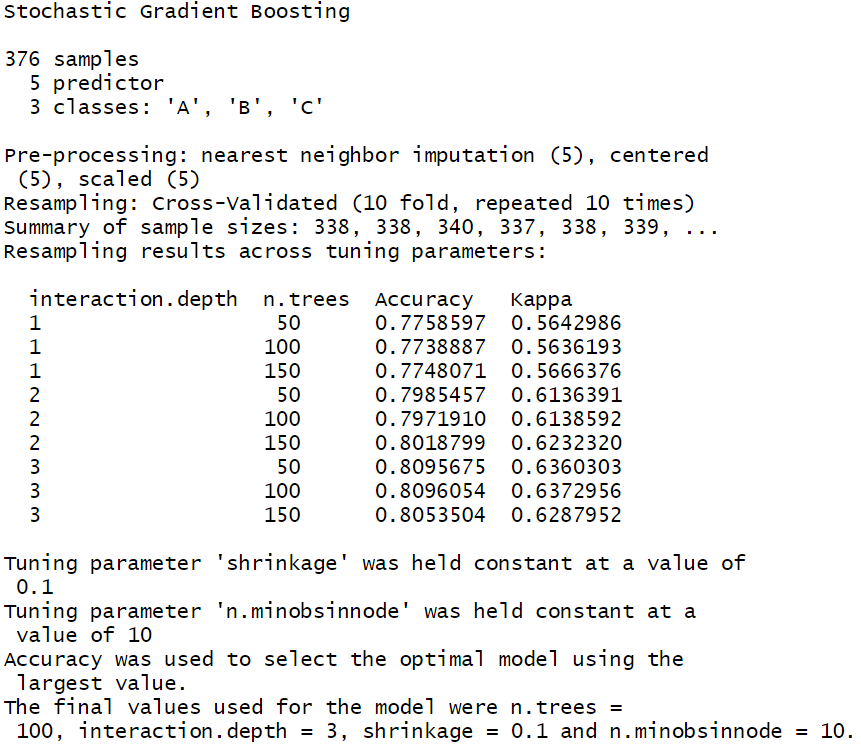 Stochastic Gradient Boosting

376 samples
  5 predictor
  3 classes: 'A', 'B', 'C'

Pre-processing: nearest neighbor imputation (5), centered
 (5), scaled (5)
Resampling: Cross-Validated (10 fold, repeated 10 times)
Summary of sample sizes: 338, 338, 340, 337, 338, 339, ...
Resampling results across tuning parameters:

  interaction.depth  n.trees  Accuracy   Kappa
  1                   50      0.7758597  0.5642986
  1                  100      0.7738887  0.5636193
  1                  150      0.7748071  0.5666376
  2                   50      0.7985457  0.6136391
  2                  100      0.7971910  0.6138592
  2                  150      0.8018799  0.6232320
  3                   50      0.8095675  0.6360303
  3                  100      0.8096054  0.6372956
  3                  150      0.8053504  0.6287952

Tuning parameter 'shrinkage' was held constant at a value of
 0.1
Tuning parameter 'n.minobsinnode' was held constant at a
 value of 10
Accuracy was used to select the optimal model using the
 largest value.
The final values used for the model were n.trees =
 100, interaction.depth = 3, shrinkage = 0.1 and n.minobsinnode = 10.